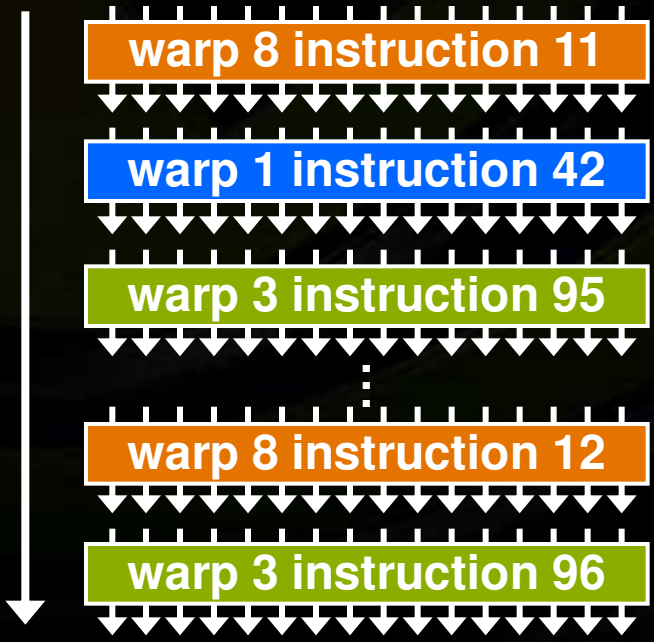 warp 8 instruction 11
warp 1 instruction 42
warp 3 instruction 95
warp 8 instruction 12
warp 3 instruction 96